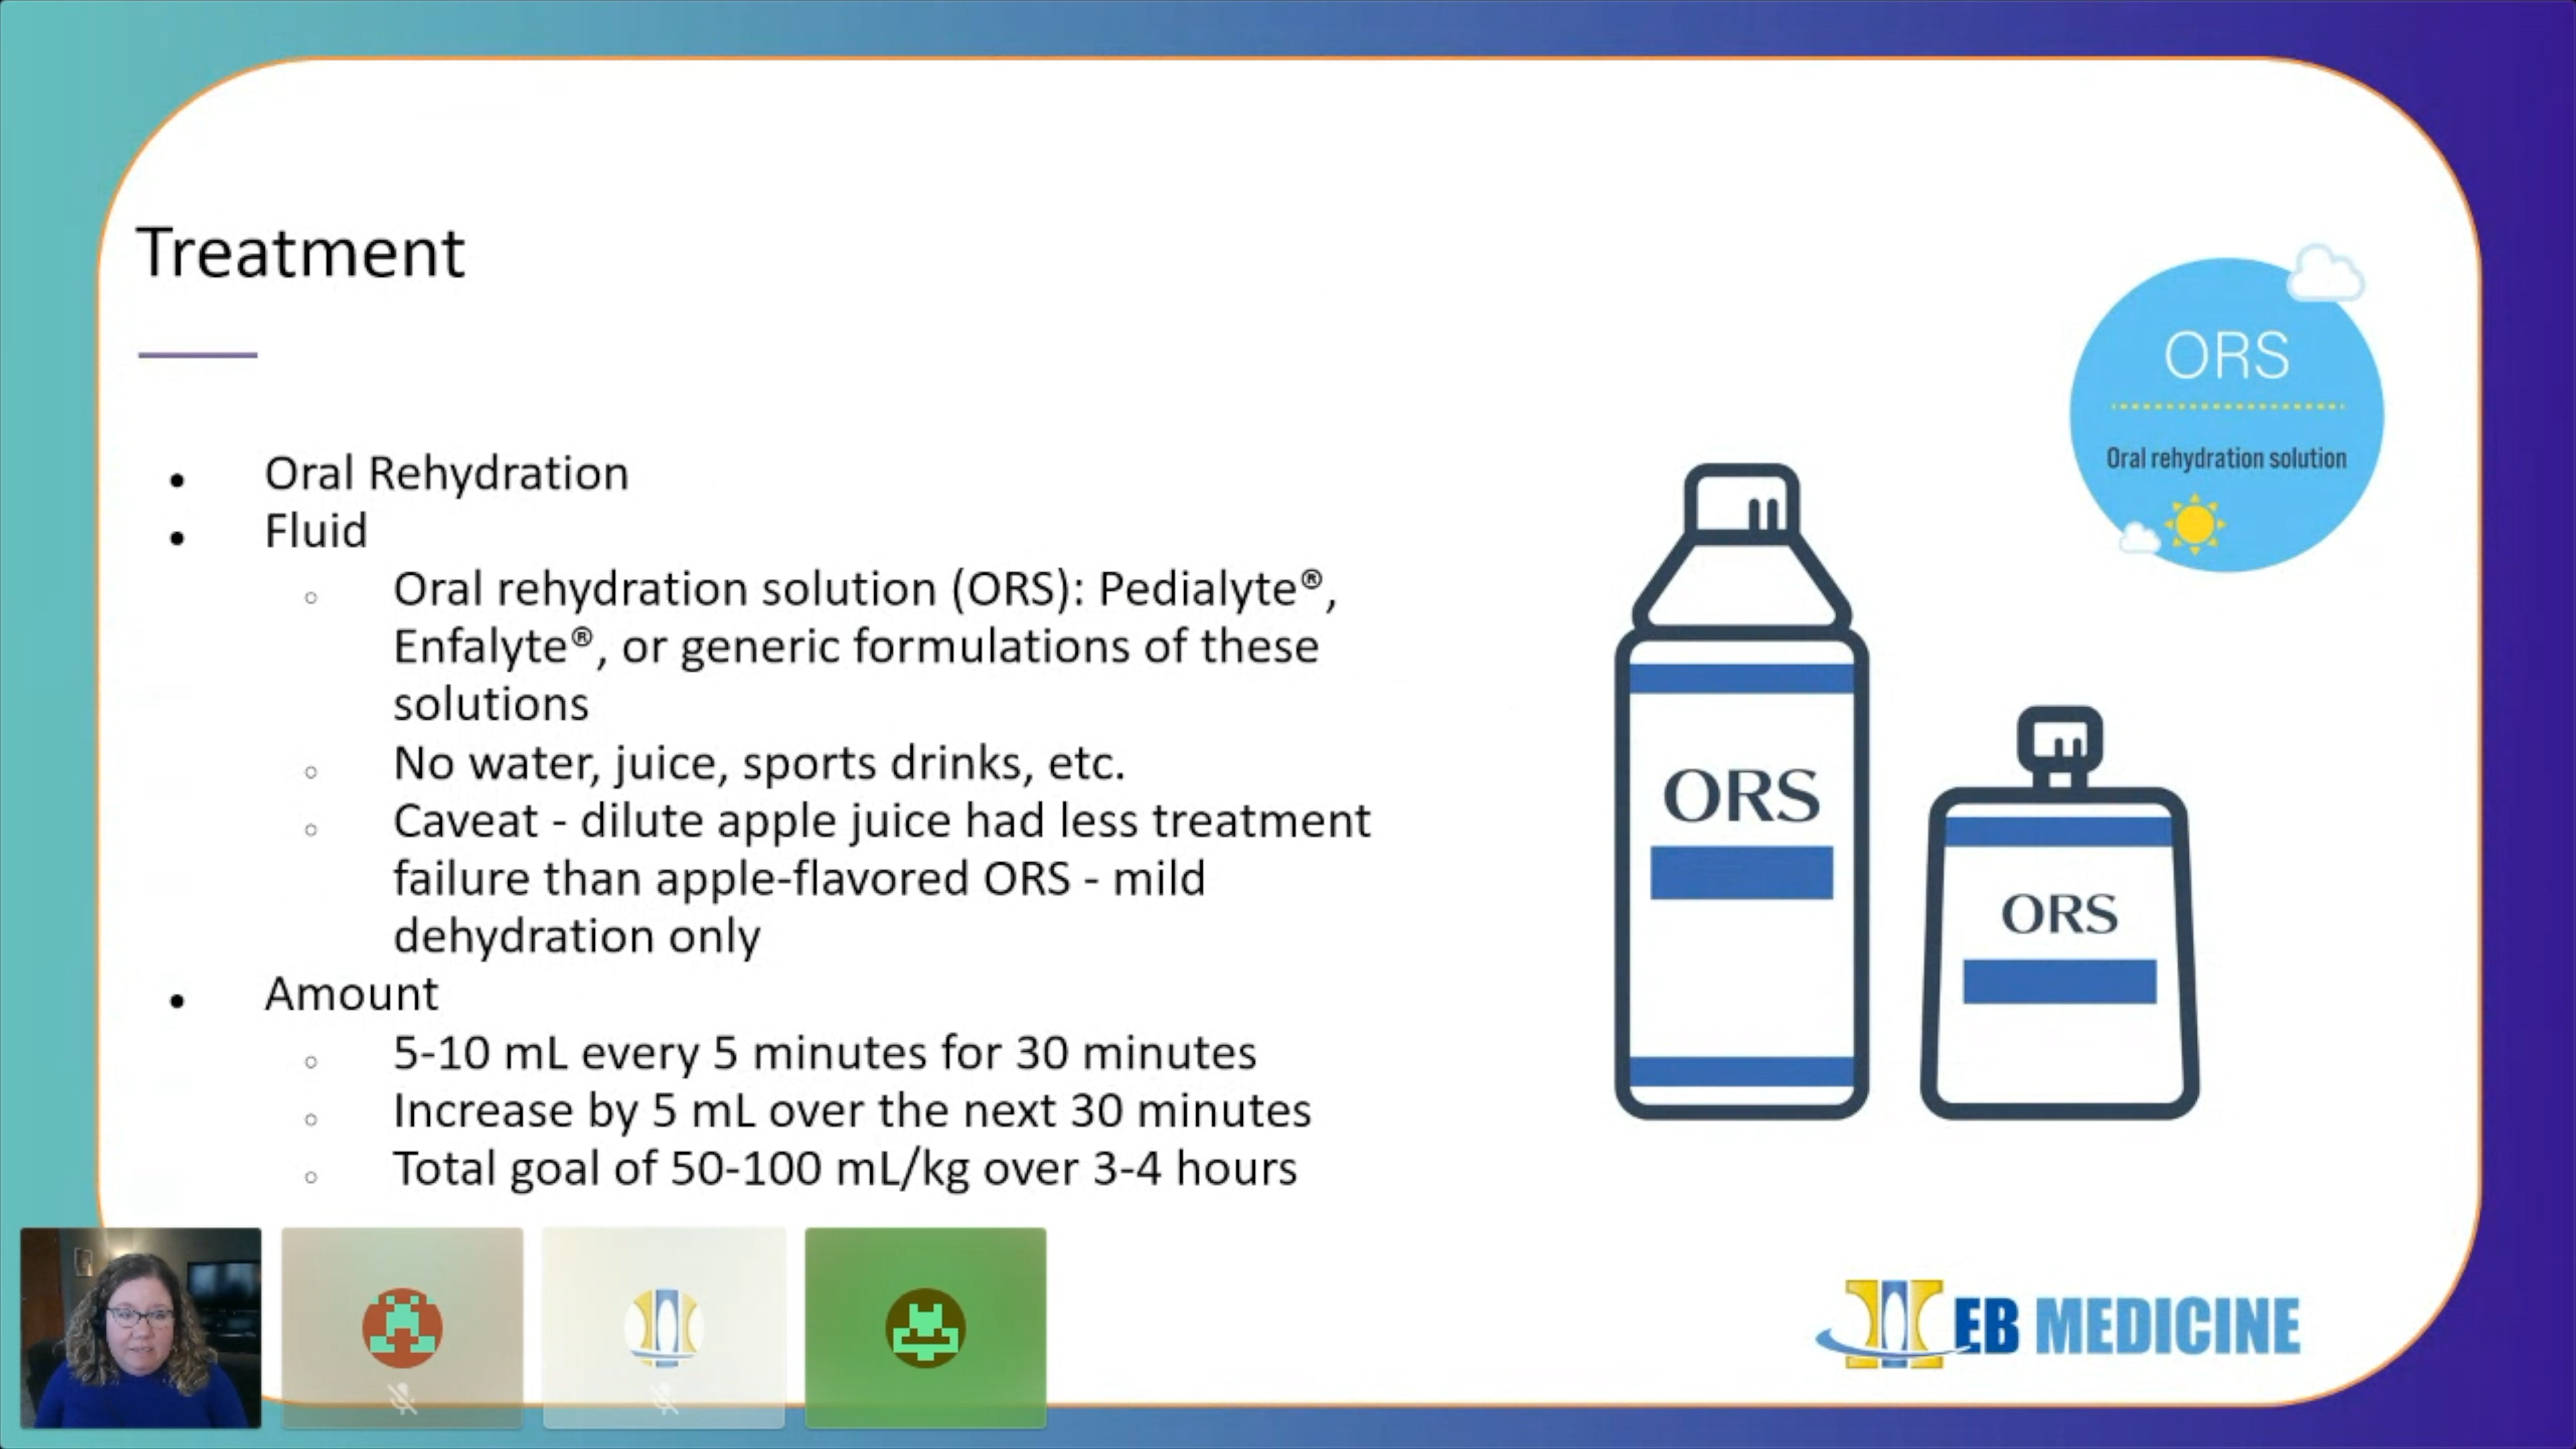 Treatment
• Oral Rehydration
• Fluid
○ Oral rehydration solution (ORS): Pedialyte®,
Enfalyte®, or generic formulations of these
solutions
○ No water, juice, sports drinks, etc.
○ Caveat - dilute apple juice had less treatment
failure than apple-flavored ORS - mild
dehydration only
• Amount
○ 5-10 mL every 5 minutes for 30 minutes
○ Increase by 5 mL over the next 30 minutes
○ Total goal of 50-100 mL/kg over 3-4 hours
ORS
Oral rehydration solution
ORS
ORS
EB MEDICINE